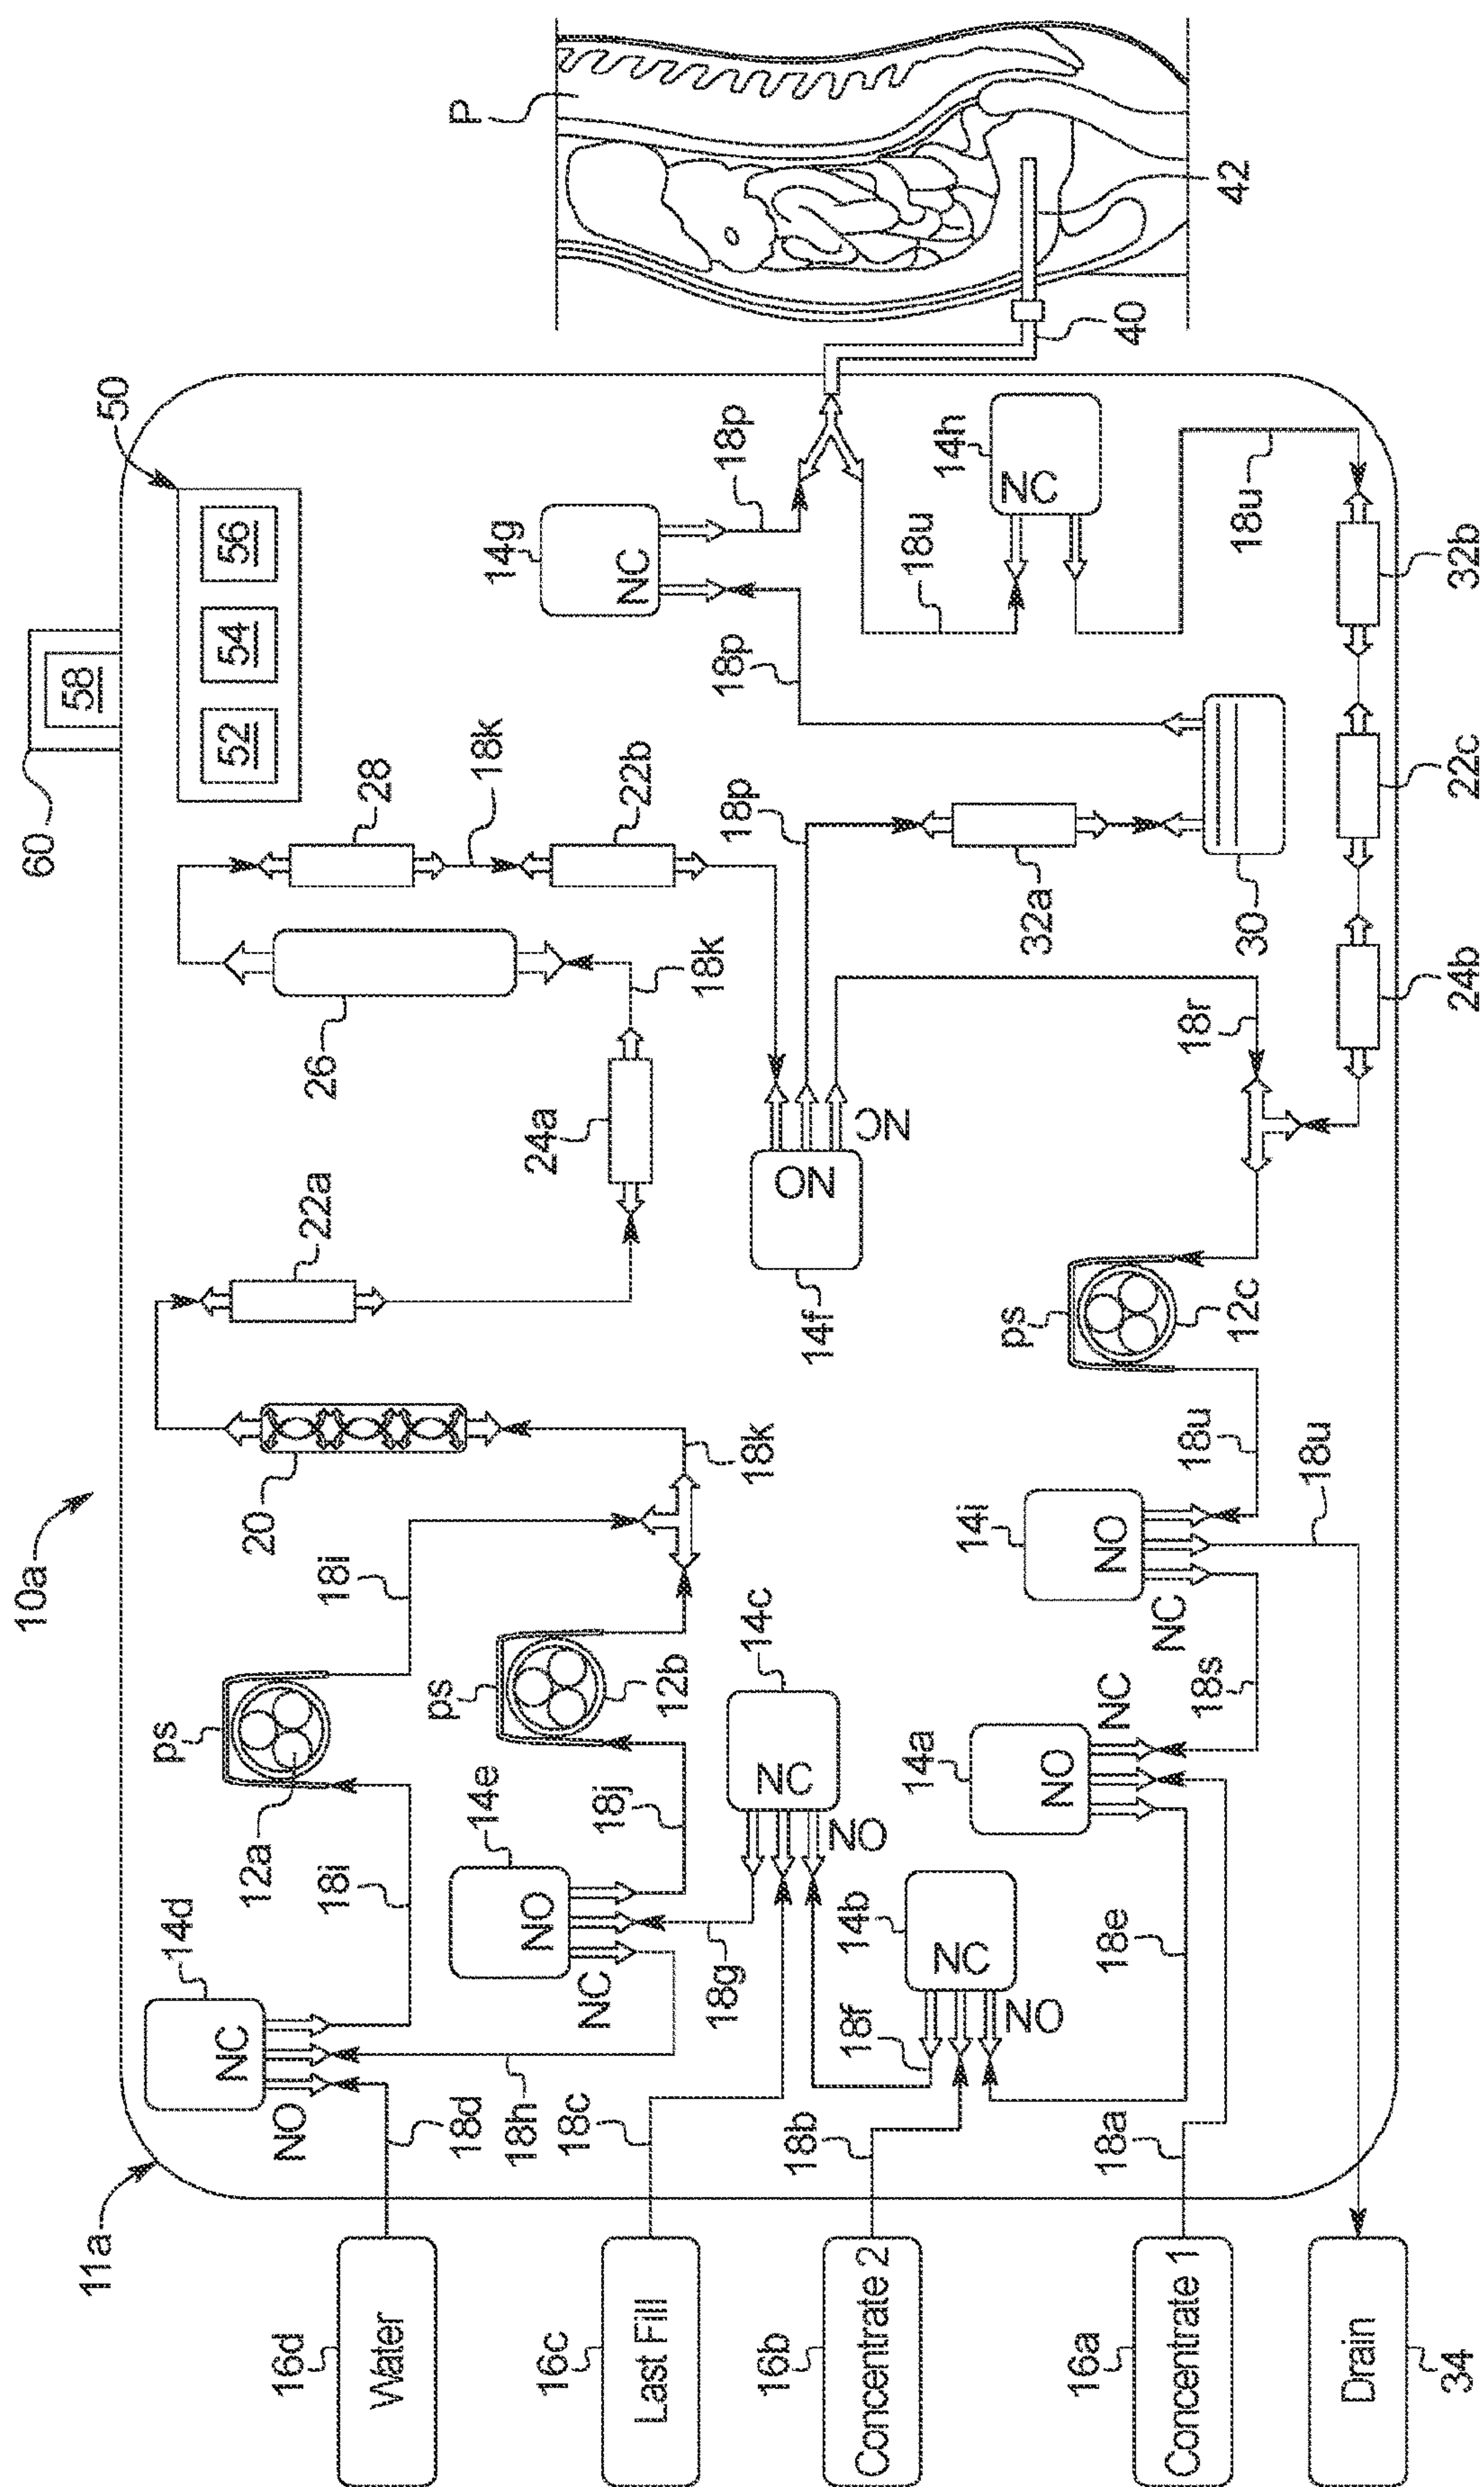 10a
11a
60
58
50
52
54
56
P
42
40
16d
Water
16c
Last Fill
16b
Concentrate 2
16a
Concentrate 1
34
Drain
14d
NC
NO
18d
18h
18i
12a
ps
18i
20
22a
26
28
18k
22b
24a
18k
14e
NO
NC
18j
ps
12b
18k
18c
18g
14c
NC
NO
18b
18f
14b
NC
NO
18a
18e
14a
NO
NC
18s
14i
NO
NC
18u
18u
ps
12c
14f
NO
NC
18r
18p
32a
30
18p
14g
NC
18p
18u
14h
NC
18u
32b
22c
24b